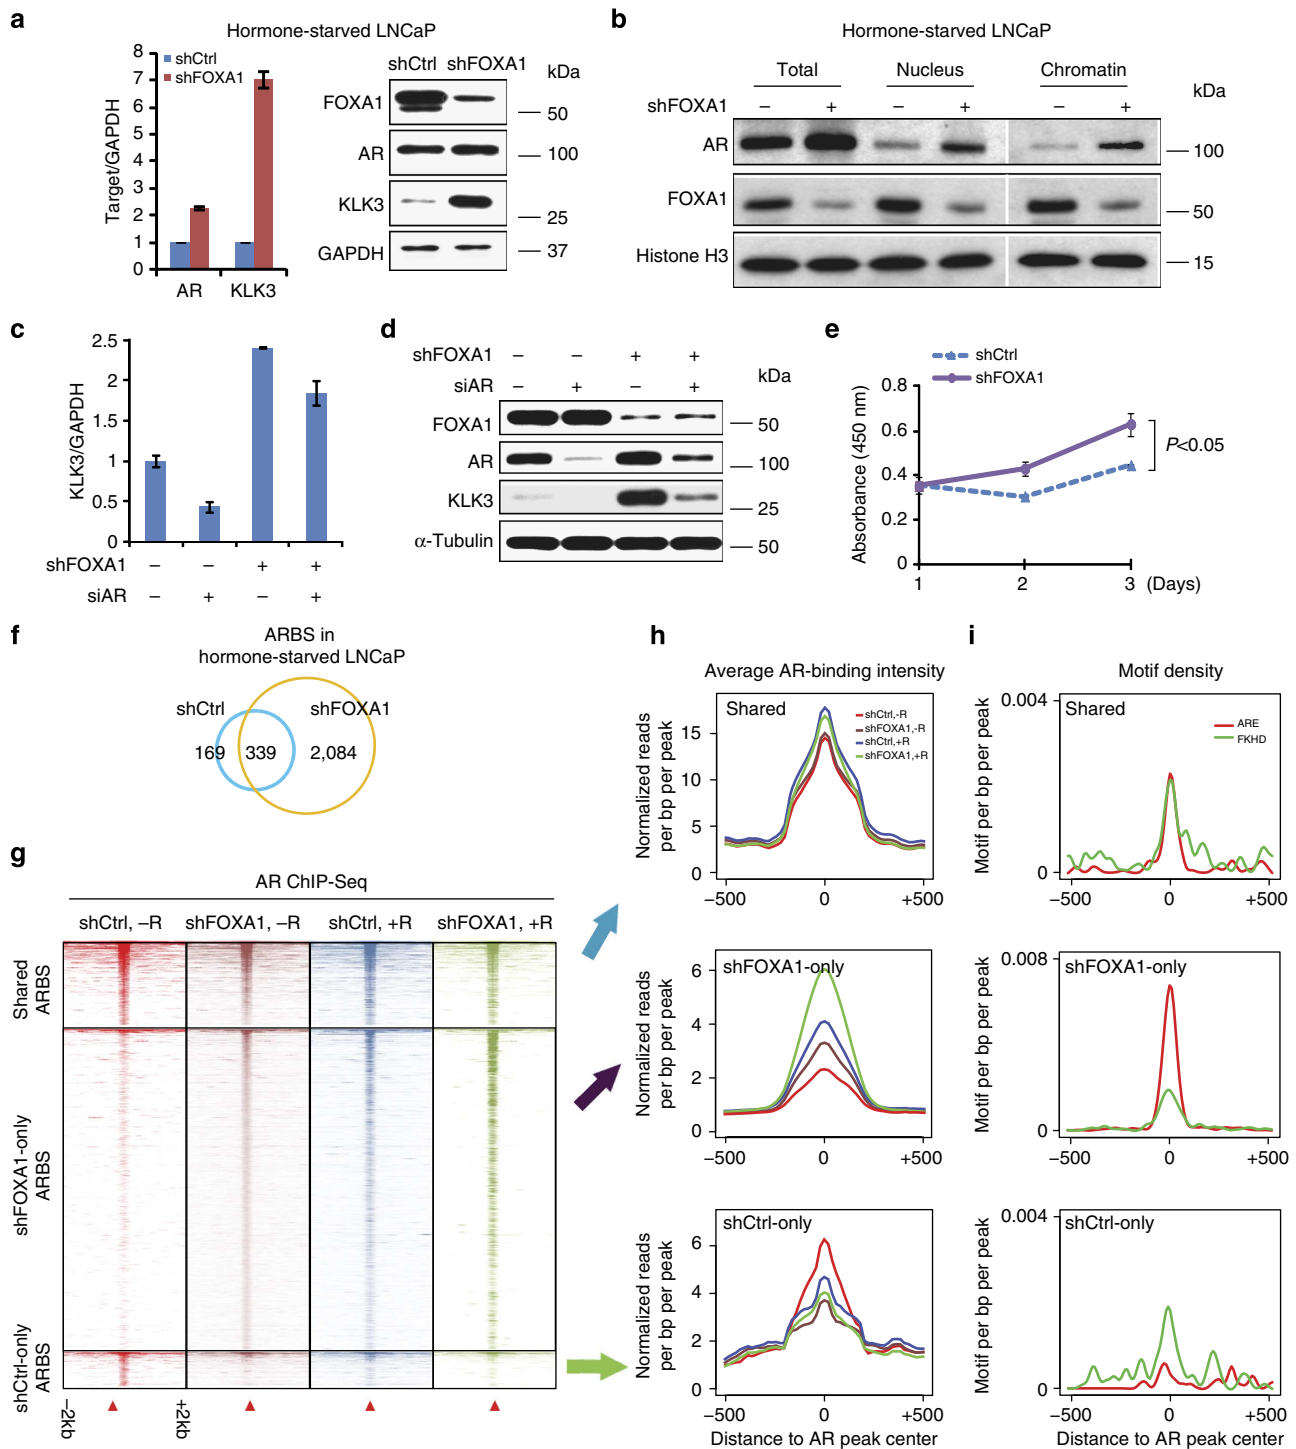 a
Hormone-starved LNCaP
shCtrl
shFOXA1
Target/GAPDH
8
7
6
5
4
3
2
1
0
AR KLK3
shCtrl shFOXA1
kDa
FOXA1
50
AR
100
KLK3
25
GAPDH
37
b
Hormone-starved LNCaP
Total Nucleus Chromatin
kDa
shFOXA1 – + – + – +
AR
100
FOXA1
50
Histone H3
15
c
KLK3/GAPDH
2.5
2
1.5
1
0.5
0
shFOXA1 – – + +
siAR – + – +
d
shFOXA1 – – + +
siAR – + – +
kDa
FOXA1
50
AR
100
KLK3
25
α-Tubulin
50
e
shCtrl
shFOXA1
Absorbance (450 nm)
0.8
0.6
0.4
0.2
0
P<0.05
1 2 3 (Days)
f
ARBS in
hormone-starved LNCaP
shCtrl
shFOXA1
169 339 2,084
g
AR ChIP-Seq
shCtrl, –R shFOXA1, –R shCtrl, +R shFOXA1, +R
Shared
ARBS
shFOXA1-only
ARBS
shCtrl-only
ARBS
–2kb
+2kb
h
Average AR-binding intensity
Shared
shCtrl,-R
shFOXA1,-R
shCtrl,+R
shFOXA1,+R
Normalized reads
per bp per peak
15
10
5
0
–500 0 +500
shFOXA1-only
Normalized reads
per bp per peak
6
4
2
0
–500 0 +500
shCtrl-only
Normalized reads
per bp per peak
6
4
2
0
–500 0 +500
Distance to AR peak center
i
Motif density
Shared
ARE
FKHD
Motif per bp per peak
0.004
0
–500 0 +500
shFOXA1-only
Motif per bp per peak
0.008
0
–500 0 +500
shCtrl-only
Motif per bp per peak
0.004
0
–500 0 +500
Distance to AR peak center